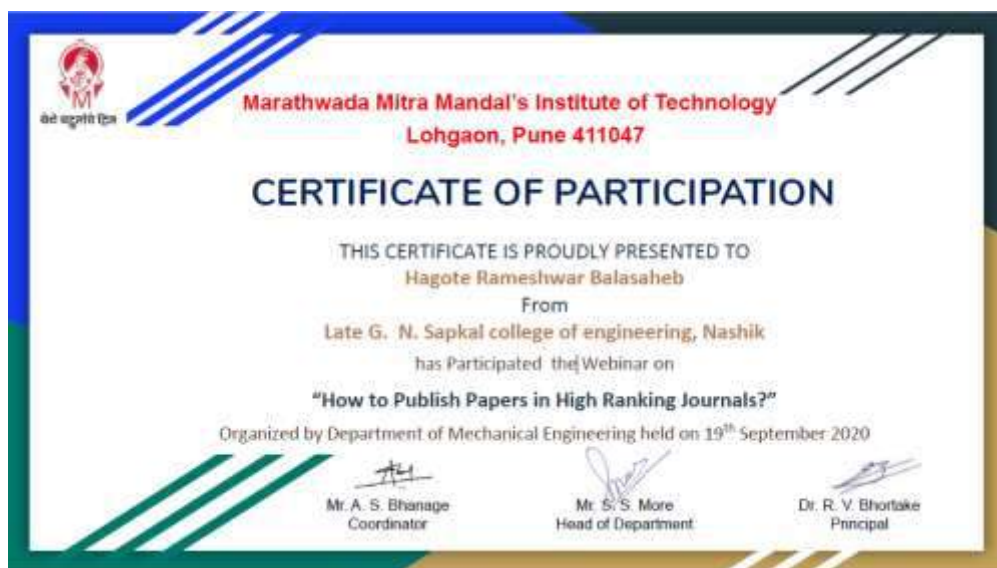 Marathwada Mitra Mandal's Institute of Technology
Lohgaon, Pune 411047
CERTIFICATE OF PARTICIPATION
THIS CERTIFICATE IS PROUDLY PRESENTED TO
Hagote Rameshwar Balasaheb
From
Late G. N. Sapkal college of engineering, Nashik
has Participated the Webinar on
“How to Publish Papers in High Ranking Journals?”
Organized by Department of Mechanical Engineering held on 19th September 2020
Mr. A. S. Bhanage
Coordinator
Mr. S. S. More
Head of Department
Dr. R. V. Bhortake
Principal